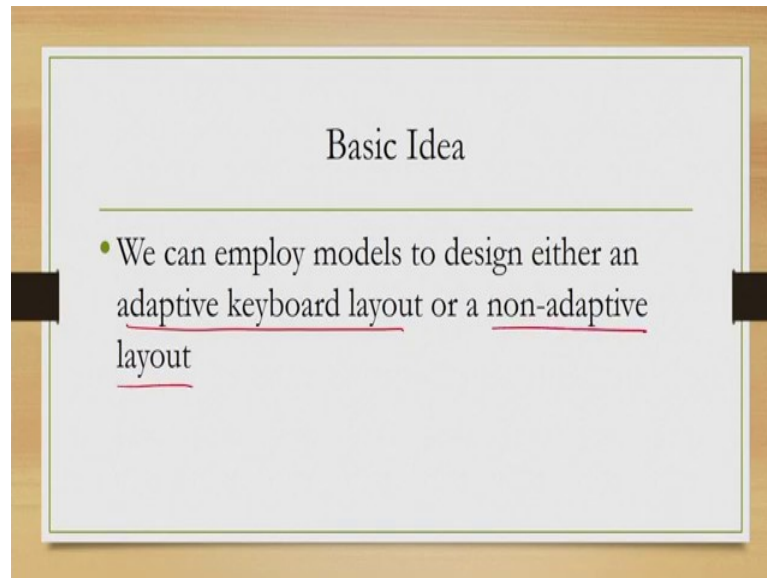 Basic Idea
• We can employ models to design either an
adaptive keyboard layout or a non-adaptive
layout